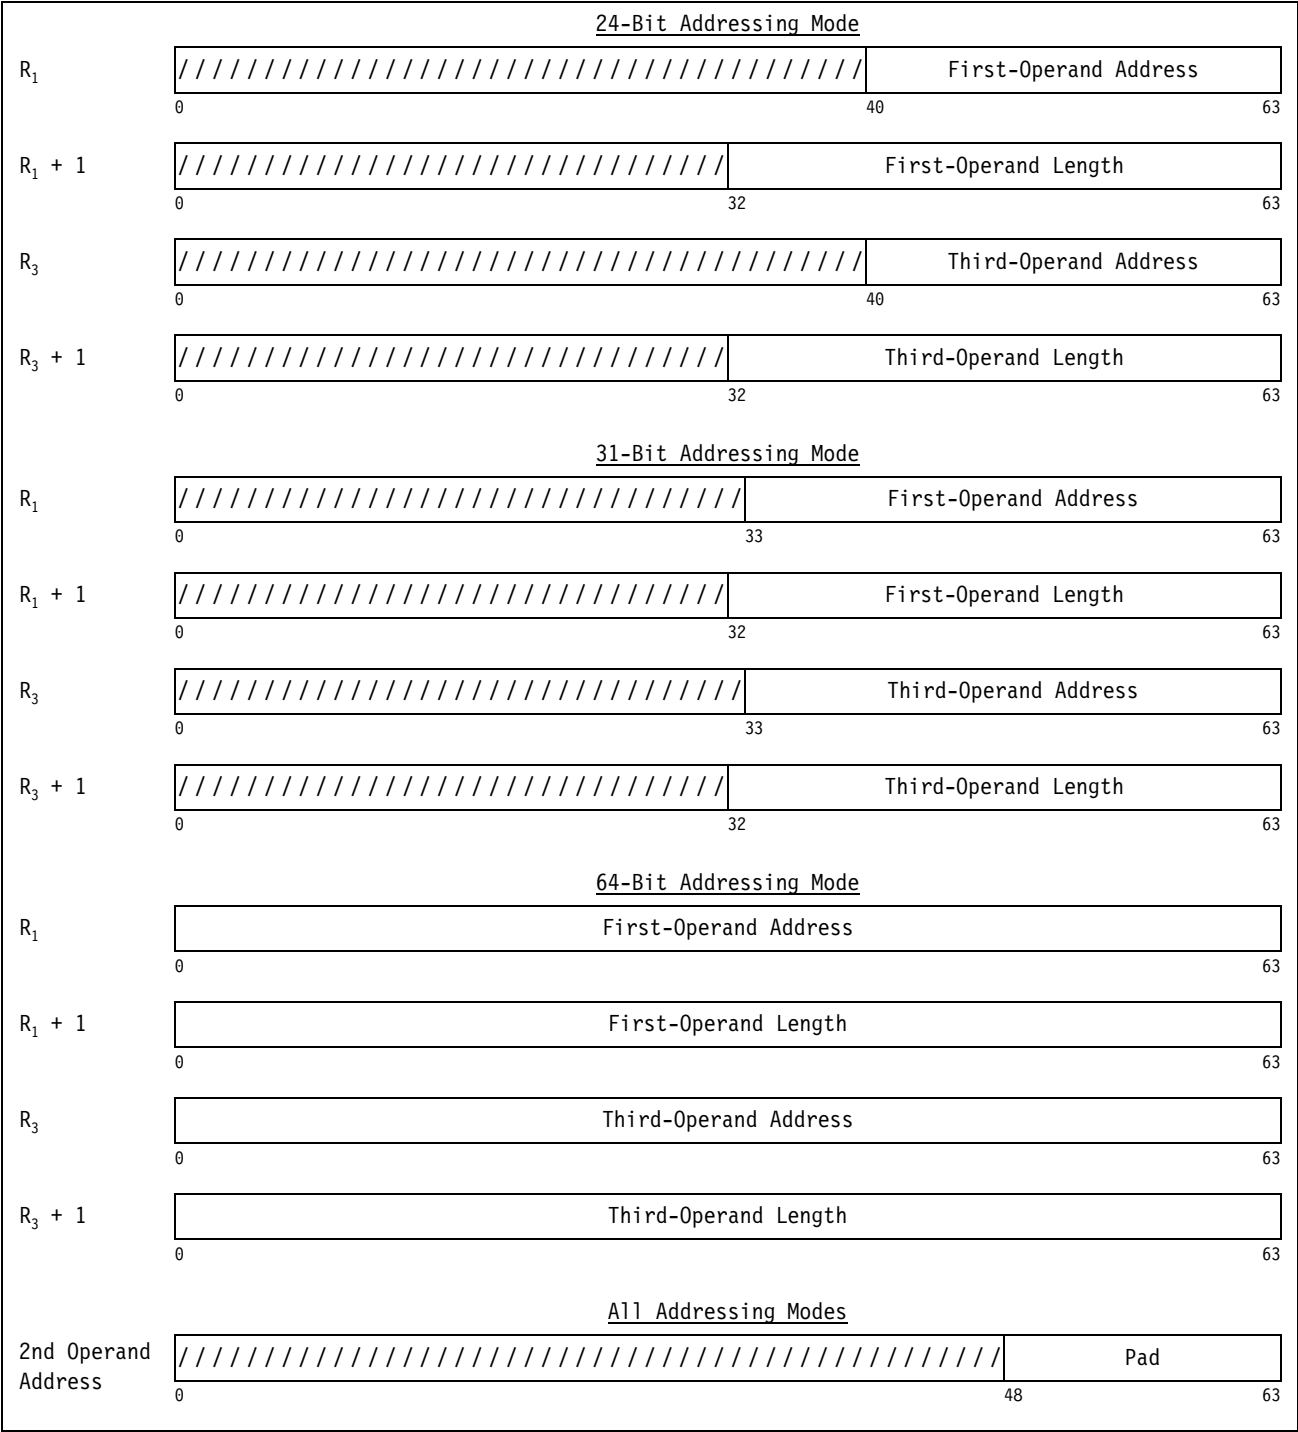 24-Bit Addressing Mode
R₁ //////////////////////////////////////// First-Operand Address
0 40 63
R₁ + 1 //////////////////////////////// First-Operand Length
0 32 63
R₃ //////////////////////////////////////// Third-Operand Address
0 40 63
R₃ + 1 //////////////////////////////// Third-Operand Length
0 32 63
31-Bit Addressing Mode
R₁ ///////////////////////////////// First-Operand Address
0 33 63
R₁ + 1 //////////////////////////////// First-Operand Length
0 32 63
R₃ ///////////////////////////////// Third-Operand Address
0 33 63
R₃ + 1 //////////////////////////////// Third-Operand Length
0 32 63
64-Bit Addressing Mode
R₁ First-Operand Address
0 63
R₁ + 1 First-Operand Length
0 63
R₃ Third-Operand Address
0 63
R₃ + 1 Third-Operand Length
0 63
All Addressing Modes
2nd Operand Address //////////////////////////////////////////////// Pad
0 48 63